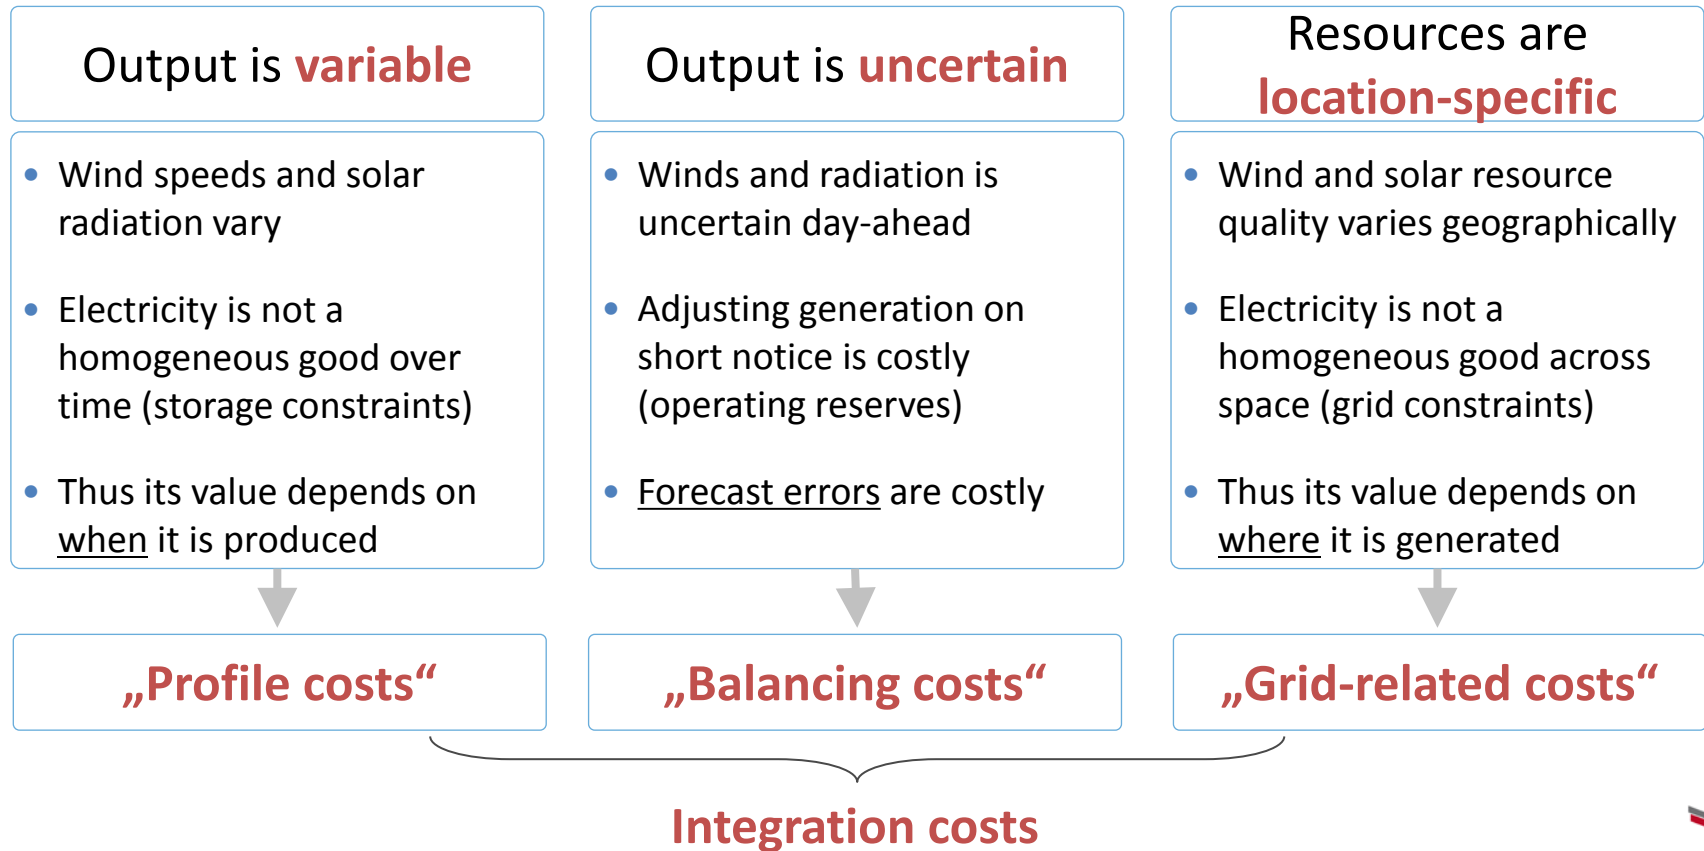 Output is variable
• Wind speeds and solar
radiation vary
• Electricity is not a
homogeneous good over
time (storage constraints)
• Thus its value depends on
when it is produced
„Profile costs“
Output is uncertain
• Winds and radiation is
uncertain day-ahead
• Adjusting generation on
short notice is costly
(operating reserves)
• Forecast errors are costly
„Balancing costs“
Resources are
location-specific
• Wind and solar resource
quality varies geographically
• Electricity is not a
homogeneous good across
space (grid constraints)
• Thus its value depends on
where it is generated
„Grid-related costs“
Integration costs